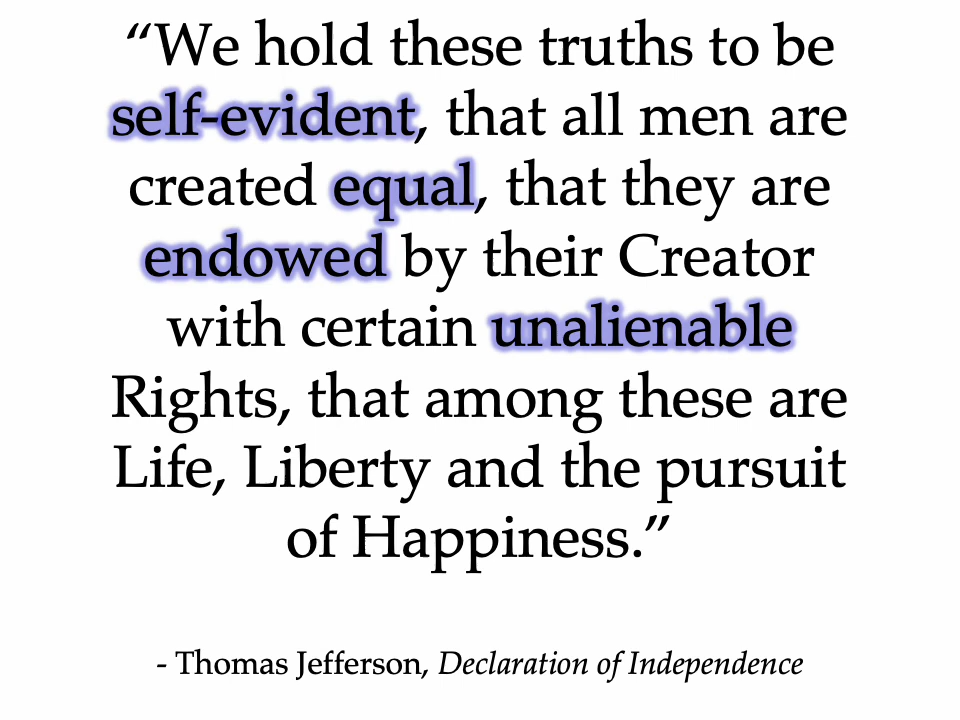 “We hold these truths to be
self-evident, that all men are
created equal, that they are
endowed by their Creator
with certain unalienable
Rights, that among these are
Life, Liberty and the pursuit
of Happiness.”
- Thomas Jefferson, Declaration of Independence